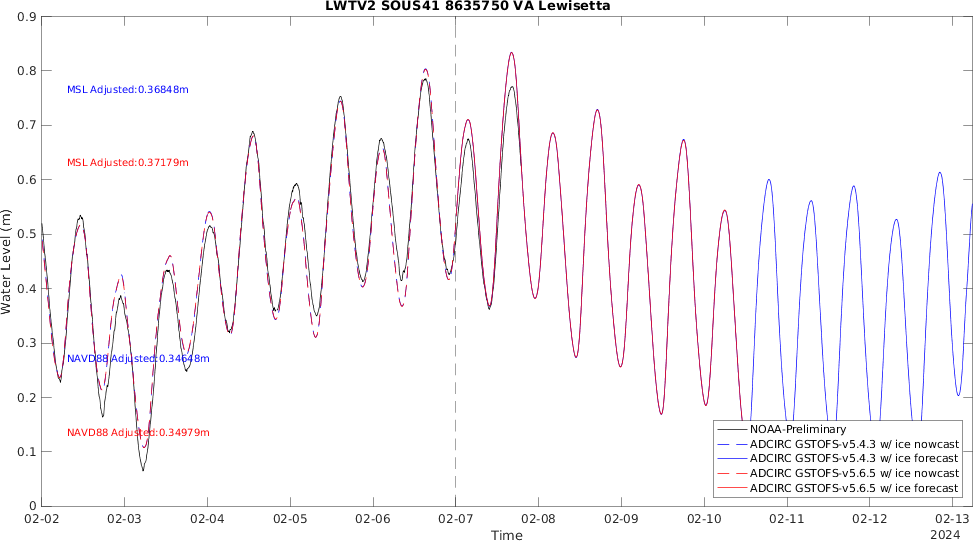 LWTV2 SOUS41 8635750 VA Lewisetta
Water Level (m)
0.9
0.8
0.7
0.6
0.5
0.4
0.3
0.2
0.1
0
MSL Adjusted:0.36848m
MSL Adjusted:0.37179m
NAVD88 Adjusted:0.34648m
NAVD88 Adjusted:0.34979m
NOAA-Preliminary
ADCIRC GSTOFS-v5.4.3 w/ ice nowcast
ADCIRC GSTOFS-v5.4.3 w/ ice forecast
ADCIRC GSTOFS-v5.6.5 w/ ice nowcast
ADCIRC GSTOFS-v5.6.5 w/ ice forecast
02-02 02-03 02-04 02-05 02-06 02-07 02-08 02-09 02-10 02-11 02-12 02-13
Time
2024